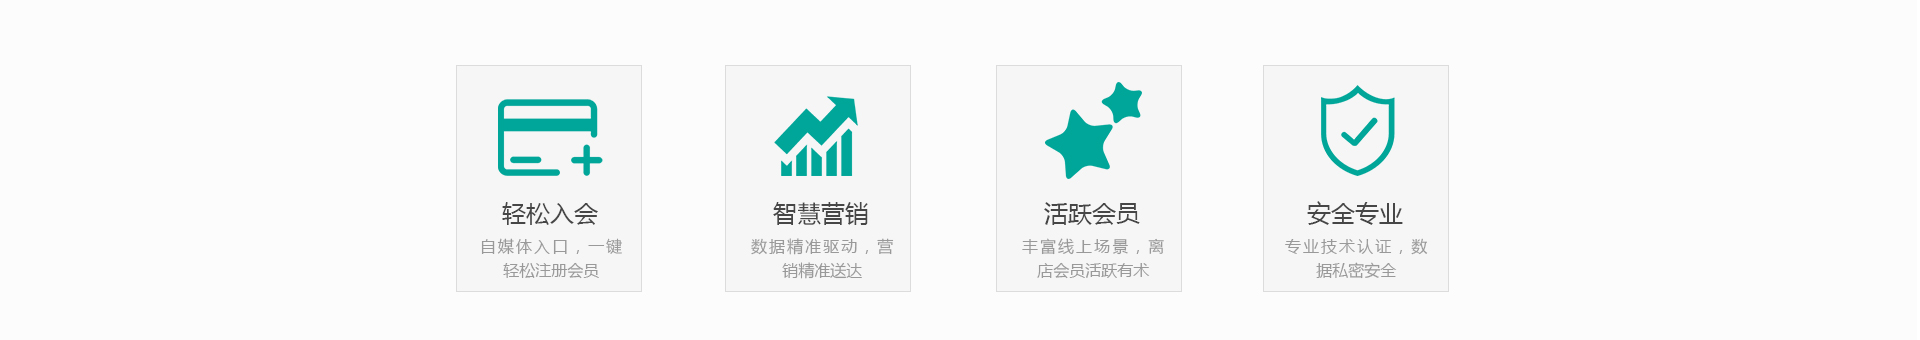 轻松入会
自媒体入口，一键
轻松注册会员
智慧营销
数据精准驱动，营
销精准送达
活跃会员
丰富线上场景，离
店会员活跃有术
安全专业
专业技术认证，数
据私密安全